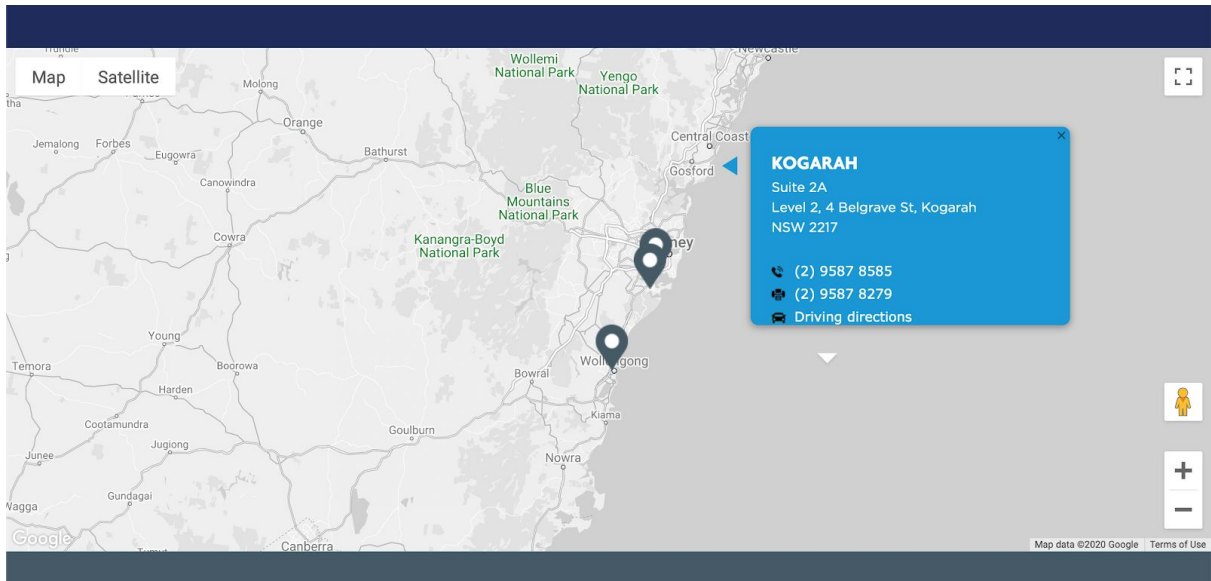 Map
Satellite
Wollemi
National Park
Yengo
National Park
Newcastle
Molong
Orange
Jemalong
Forbes
Eugowra
Bathurst
Central Coast
Gosford
Canowindra
Blue
Mountains
National Park
Cowra
Kanangra-Boyd
National Park
ney
KOGARAH
Suite 2A
Level 2, 4 Belgrave St, Kogarah
NSW 2217
(2) 9587 8585
(2) 9587 8279
Driving directions
Young
Temora
Boorowa
Woll gong
Bowral
Harden
Kiama
Cootamundra
Goulburn
Jugiong
Junee
Nowra
Gundagai
Wagga
Google
Canberra
Map data ©2020 Google
Terms of Use